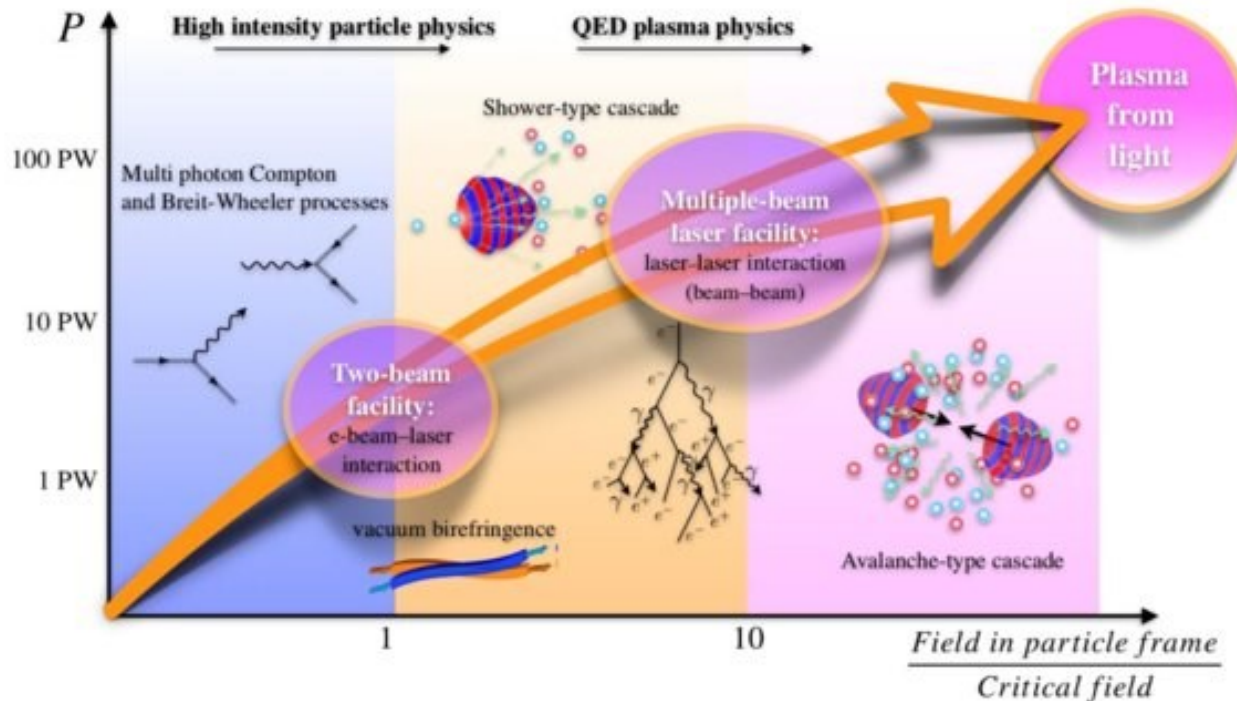 P
High intensity particle physics
QED plasma physics
Plasma
from
light
Shower-type cascade
100 PW
Multi photon Compton
and Breit-Wheeler processes
Multiple-beam
laser facility:
laser–laser interaction
(beam–beam)
10 PW
Two-beam
facility:
e-beam–laser
interaction
1 PW
e⁻
γ
e⁻
γ
e⁻
e⁺
e⁻
e⁺
e⁻
γ
γ
γ
e⁻
e⁻
e⁺
vacuum birefringence
Avalanche-type cascade
1
10
Field in particle frame
Critical field